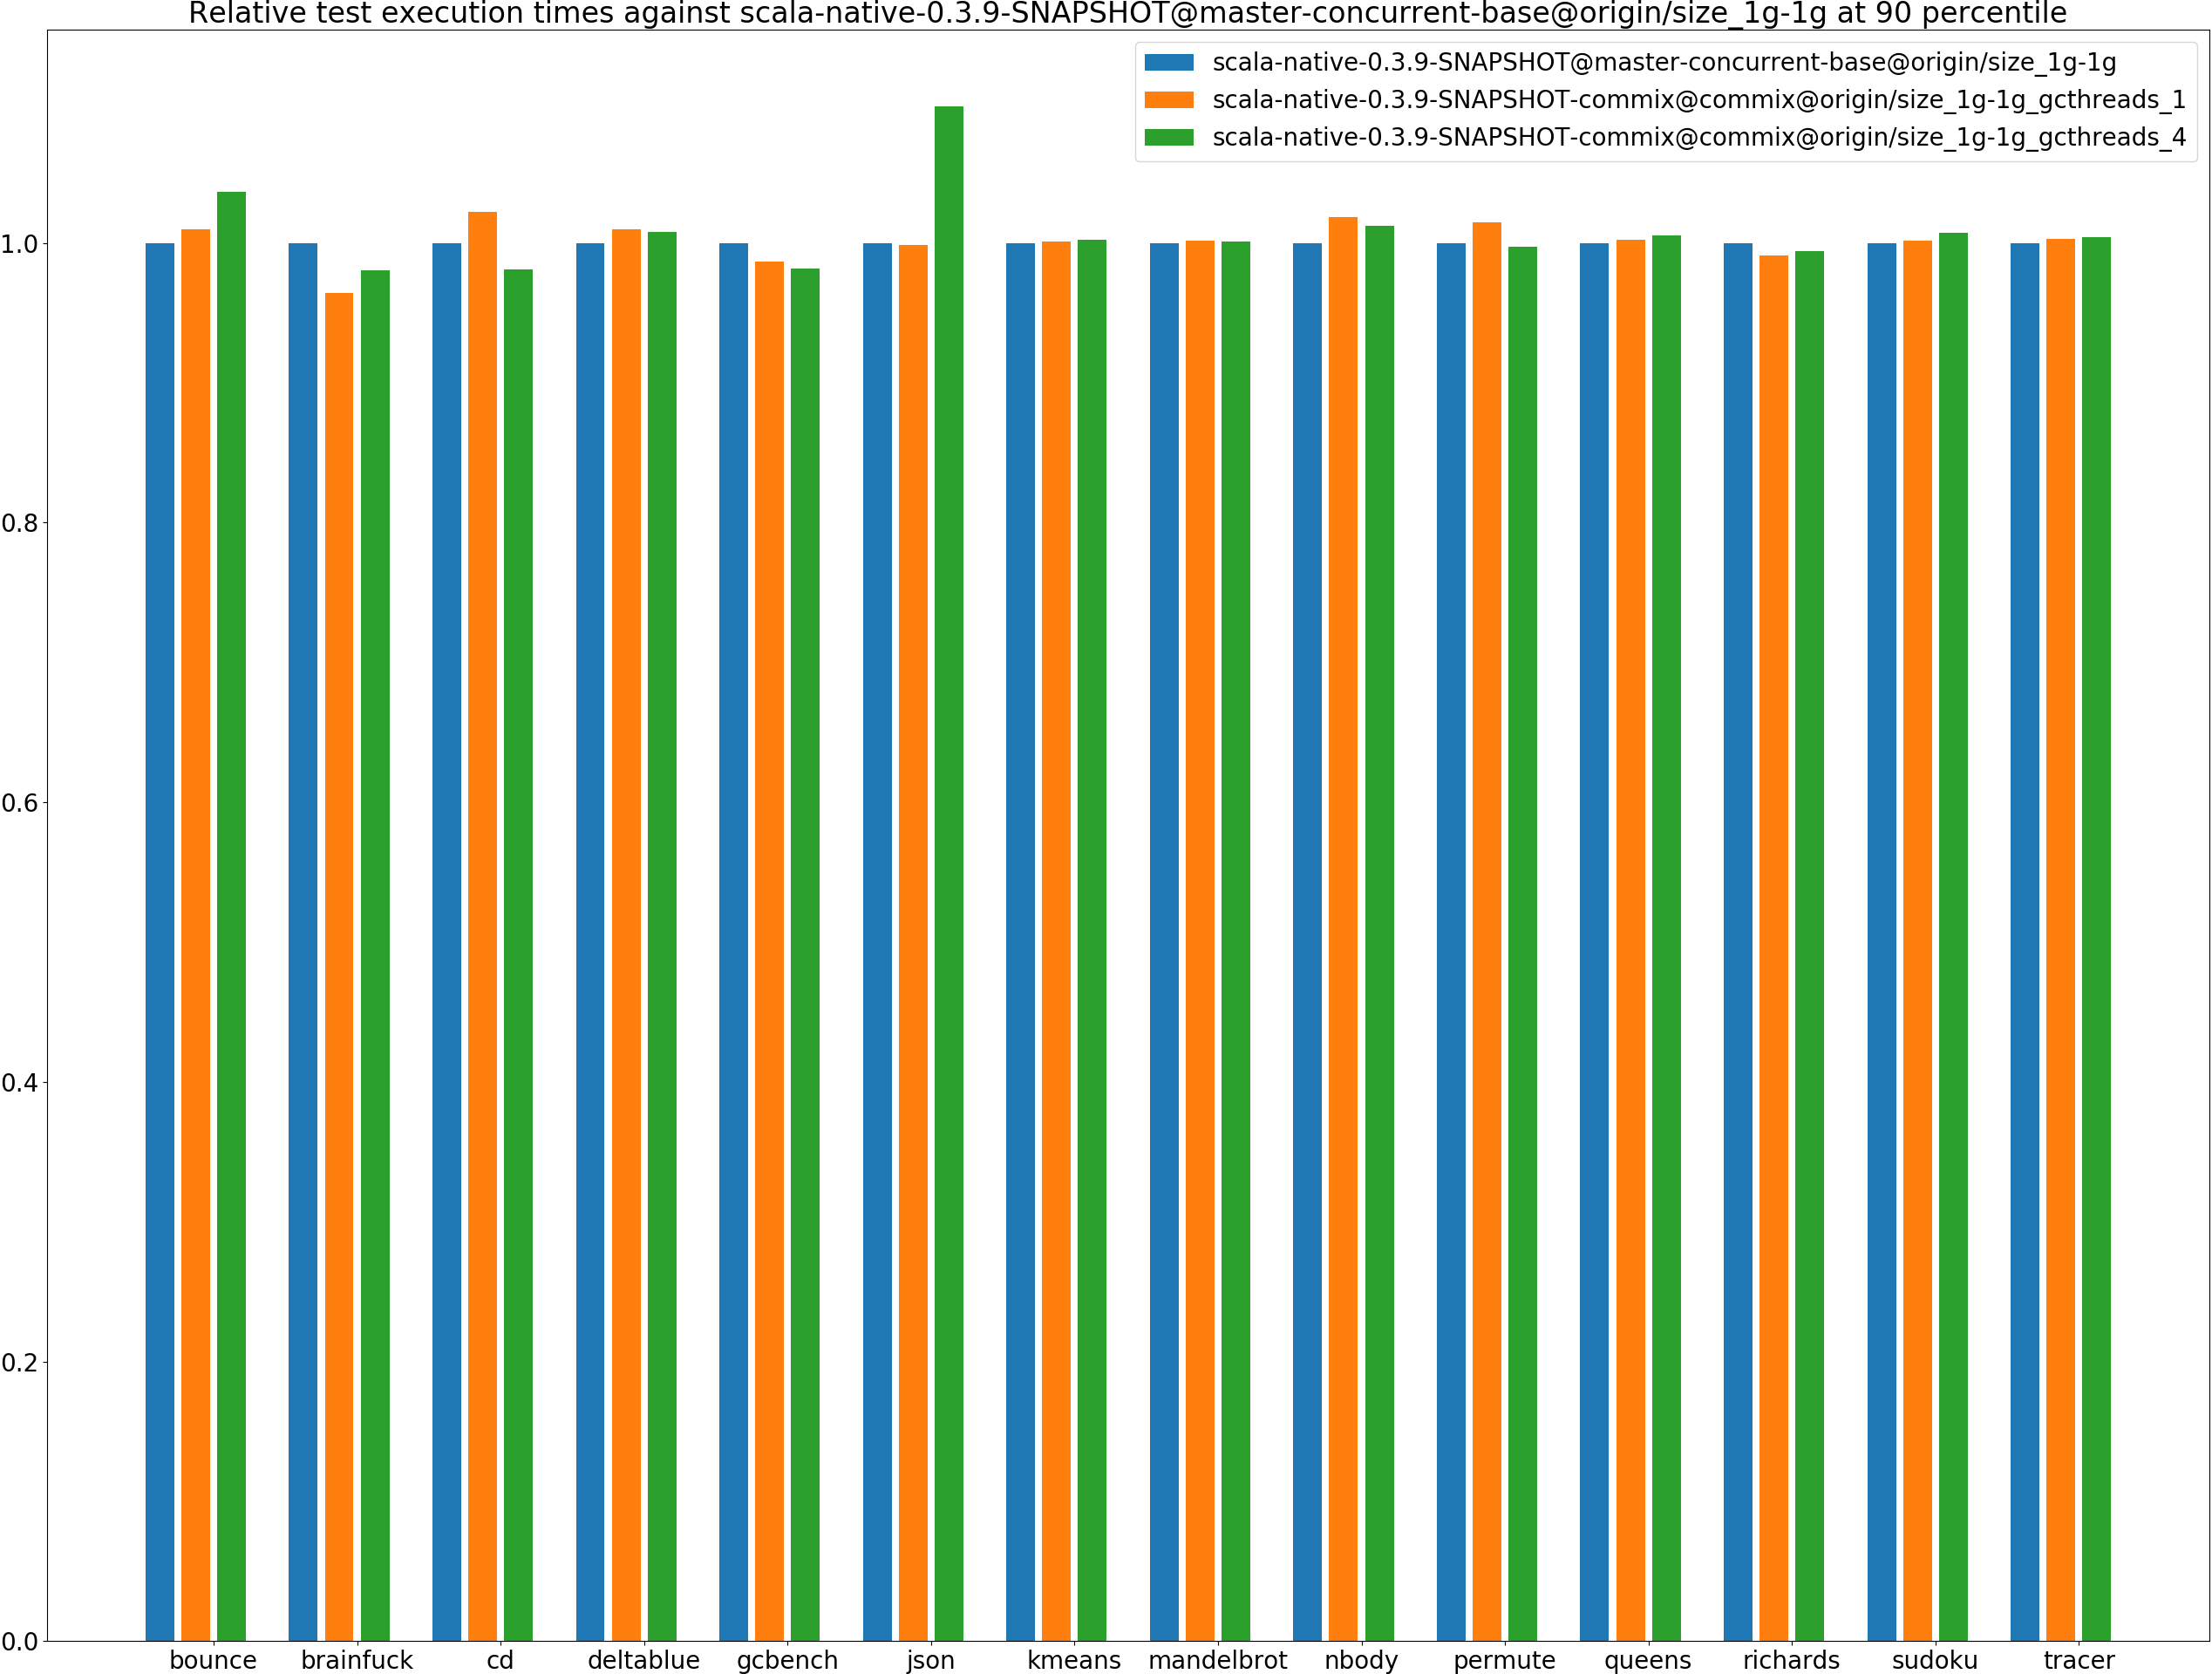 Relative test execution times against scala-native-0.3.9-SNAPSHOT@master-concurrent-base@origin/size_1g-1g at 90 percentile
scala-native-0.3.9-SNAPSHOT@master-concurrent-base@origin/size_1g-1g
scala-native-0.3.9-SNAPSHOT-commix@commix@origin/size_1g-1g_gcthreads_1
scala-native-0.3.9-SNAPSHOT-commix@commix@origin/size_1g-1g_gcthreads_4
1.0
0.8
0.6
0.4
0.2
0.0
bounce brainfuck cd deltablue gcbench json kmeans mandelbrot nbody permute queens richards sudoku tracer